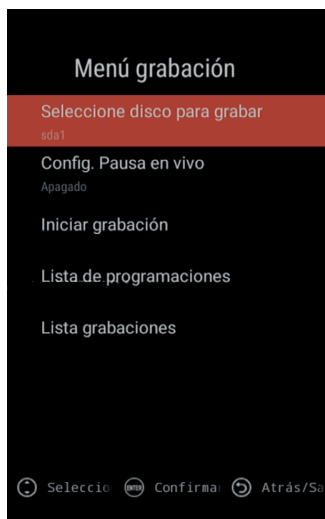 Menú grabación
Seleccione disco para grabar
sda1
Config. Pausa en vivo
Apagado
Iniciar grabación
Lista de programaciones
Lista grabaciones
Seleccio ENTER Confirma Atrás/Sa